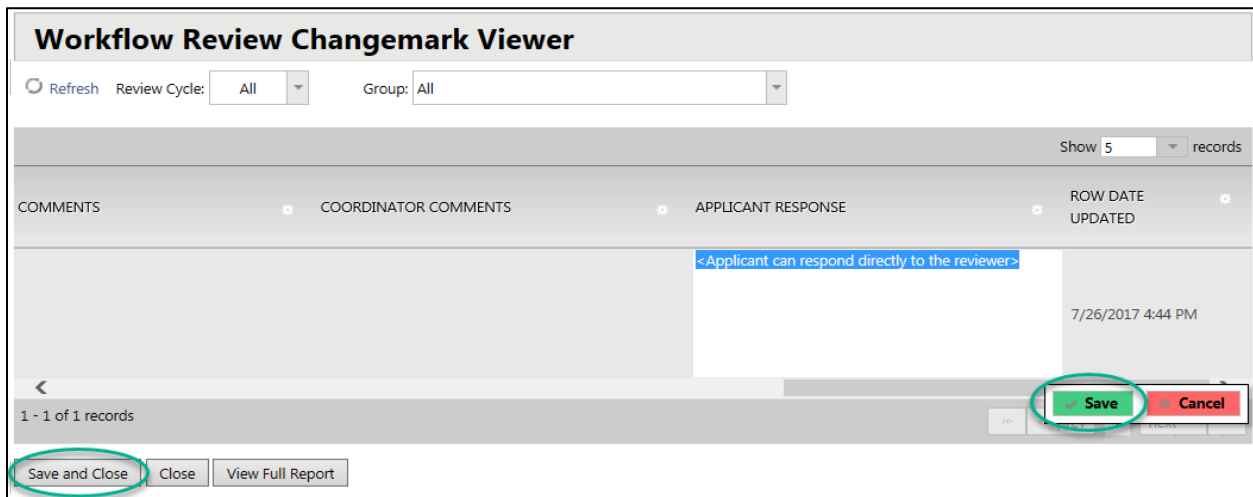 Workflow Review Changemark Viewer
Refresh Review Cycle: All Group: All
Show 5 records
COMMENTS COORDINATOR COMMENTS APPLICANT RESPONSE ROW DATE UPDATED
<Applicant can respond directly to the reviewer>
7/26/2017 4:44 PM
Save Cancel
1 - 1 of 1 records
Save and Close Close View Full Report